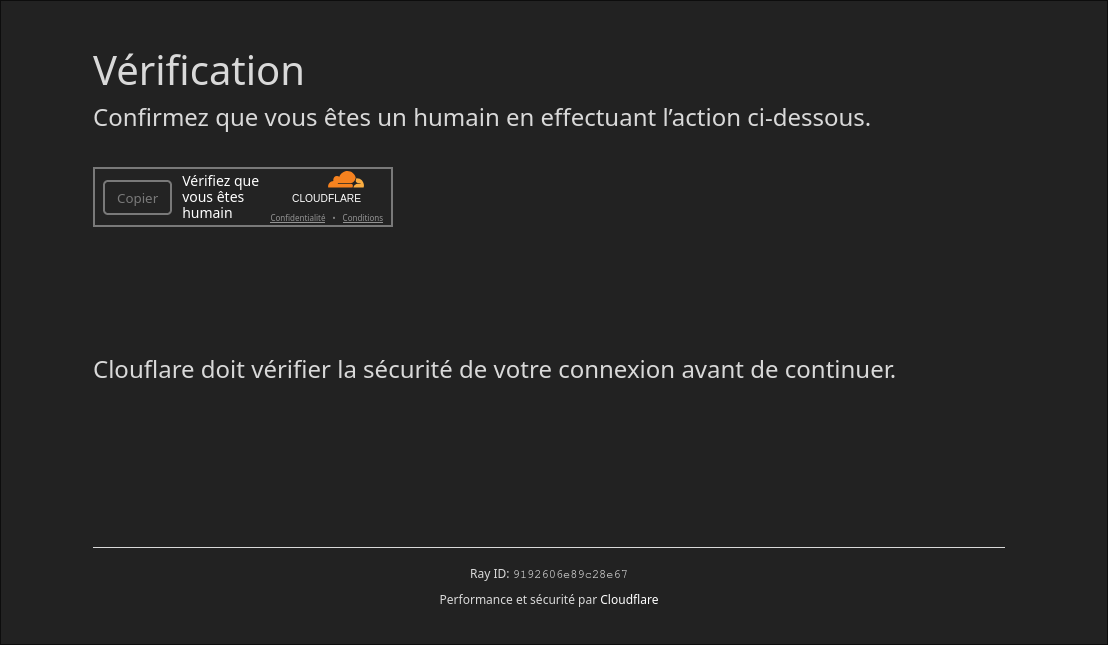 Vérification
Confirmez que vous êtes un humain en effectuant l’action ci-dessous.
Copier
Vérifiez que
vous êtes
humain
CLOUDFLARE
Confidentialité • Conditions
Clouflare doit vérifier la sécurité de votre connexion avant de continuer.
Ray ID: 9192606e89c28e67
Performance et sécurité par Cloudflare